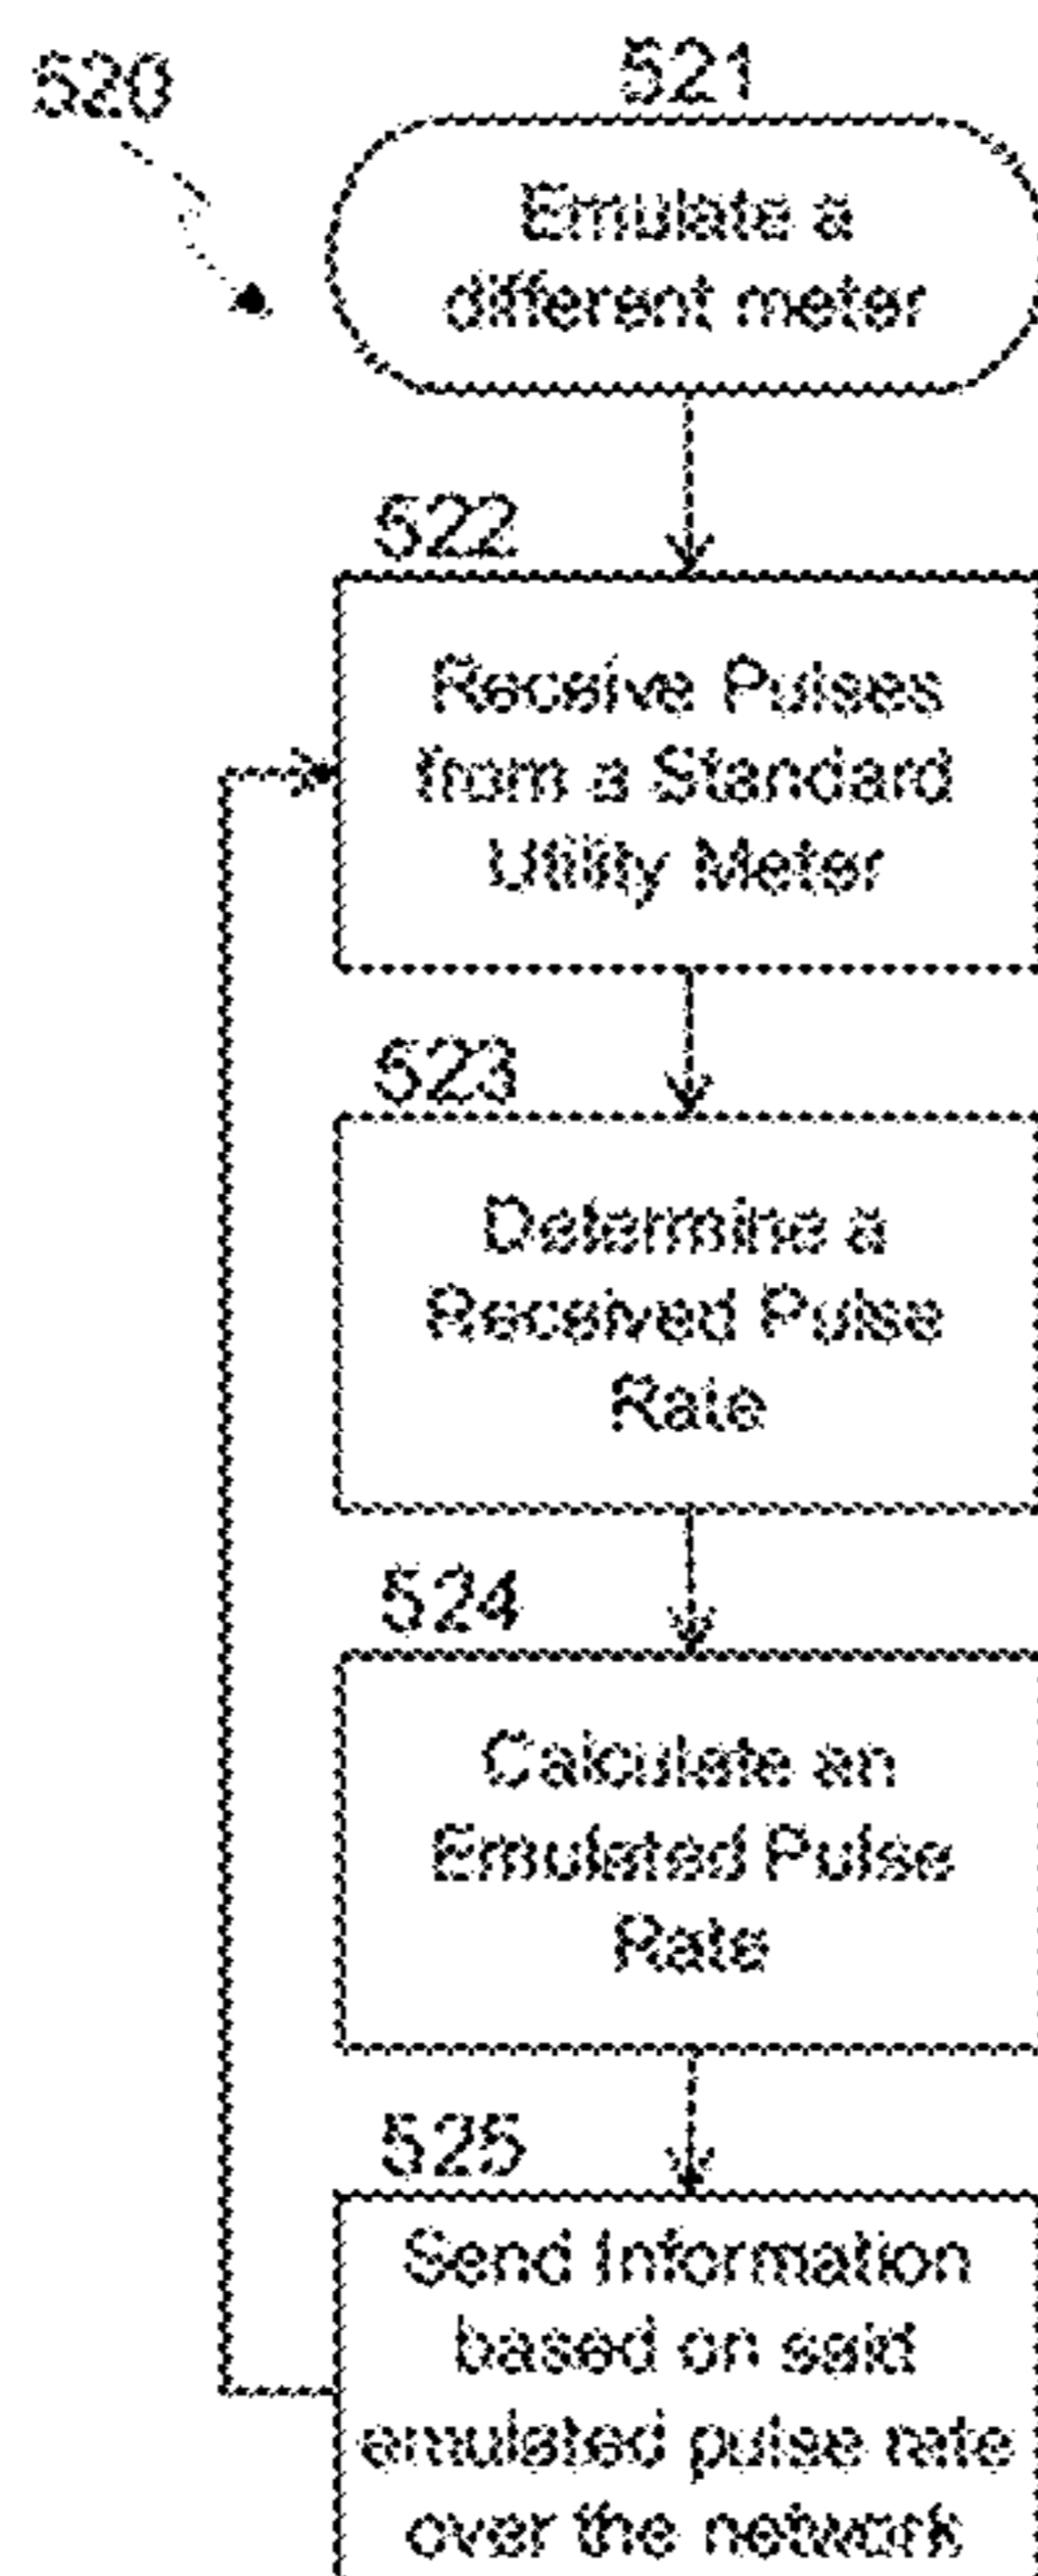 520
521
Emulate a
different meter
522
Receive Pulses
from a Standard
Utility Meter
523
Determine a
Received Pulse
Rate
524
Calculate an
Emulated Pulse
Rate
525
Send Information
based on said
emulated pulse rate
over the network